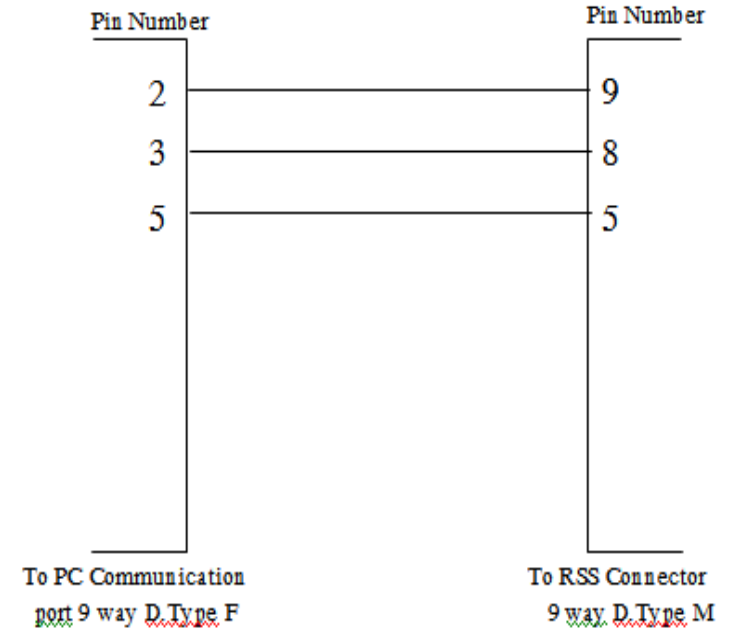 Pin Number
Pin Number
2
9
3
8
5
5
To PC Communication
port 9 way D.Type F
To RSS Connector
9 way D.Type M